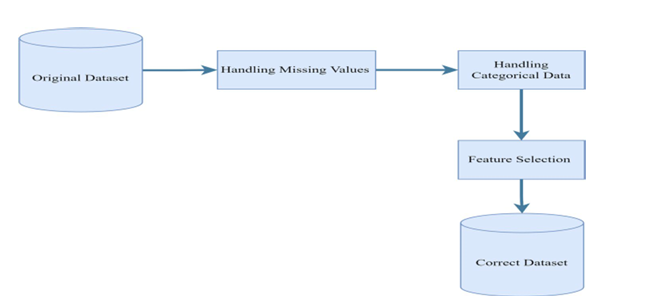 Original Dataset
Handling Missing Values
Handling
Categorical Data
Feature Selection
Correct Dataset